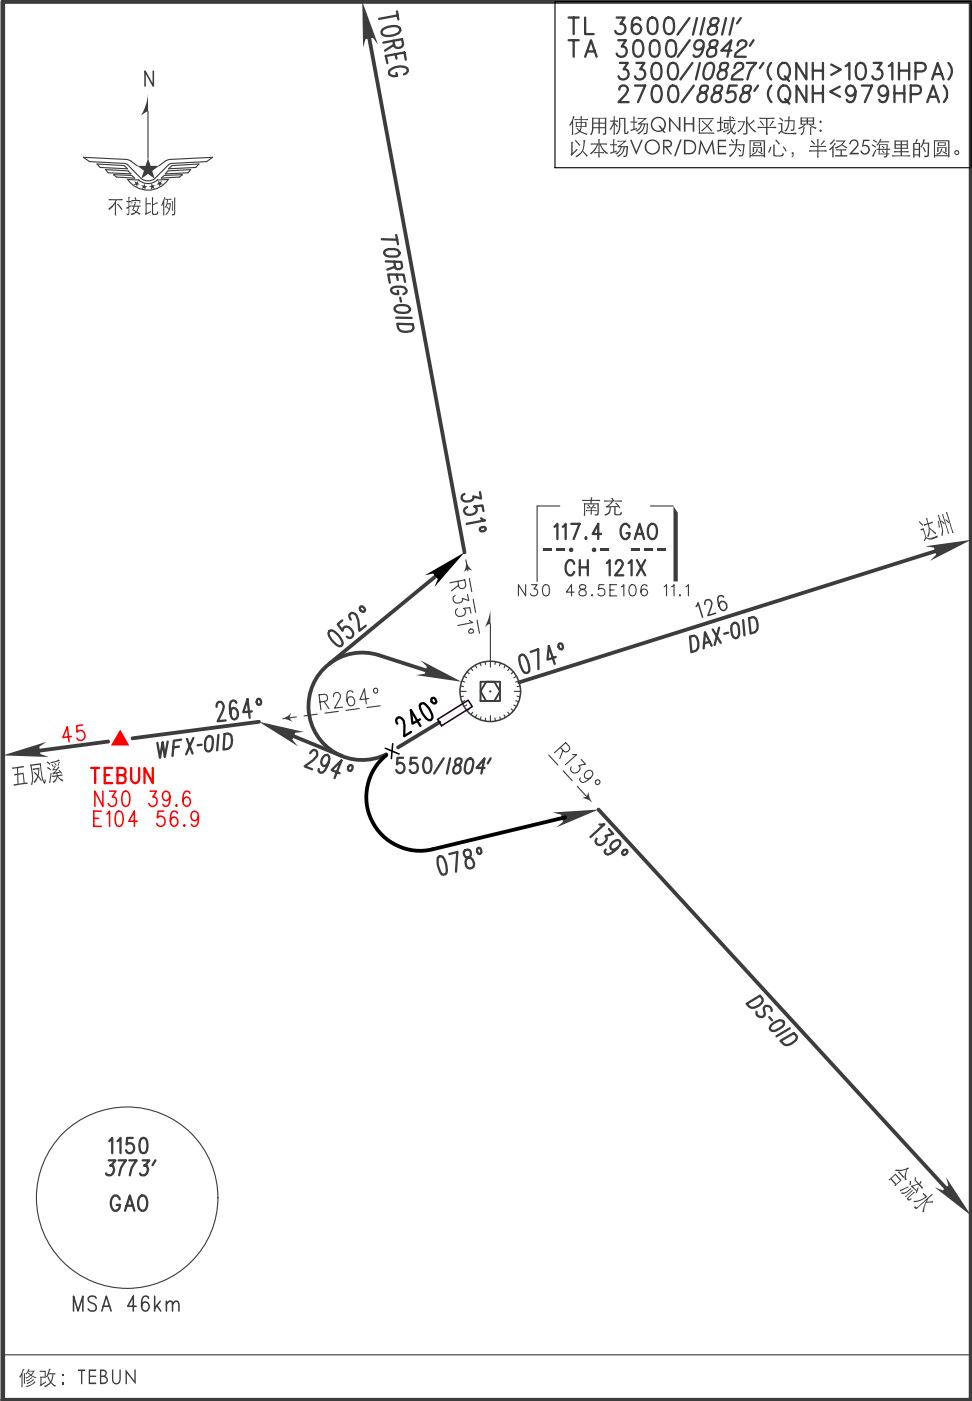 TOREG
TL 3600/11811′
TA 3000/9842′
3300/10827′(QNH>1031HPA)
2700/8858′(QNH<979HPA)
使用机场QNH区域水平边界:
以本场VOR/DME为圆心，半径25海里的圆。
N
不按比例
TOREG-01D
351°
南充
117.4 GAO
CH 121X
N30 48.5E106 11.1
达州
R351°
052°
126
DAX-01D
074°
R264°
264°
240°
45
WFX-01D
五凤溪
294°
550/1804′
TEBUN
N30 39.6
E104 56.9
R139°
139°
078°
DS-01D
合流水
1150
3773′
GAO
MSA 46km
修改: TEBUN